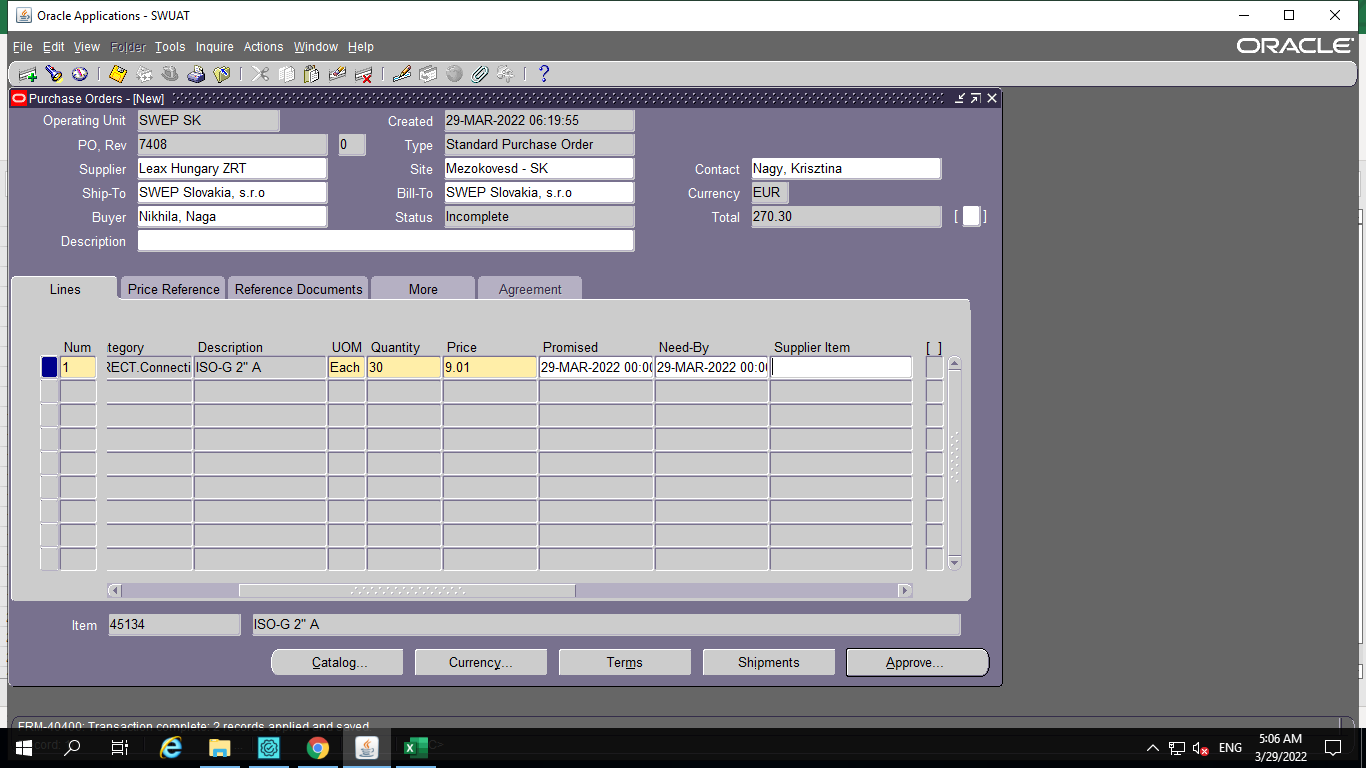 Oracle Applications - SWUAT
File Edit View Folder Tools Inquire Actions Window Help
ORACLE
Purchase Orders - [New]
Operating Unit SWEP SK Created 29-MAR-2022 06:19:55
PO, Rev 7408 0 Type Standard Purchase Order
Supplier Leax Hungary ZRT Site Mezokovesd - SK Contact Nagy, Krisztina
Ship-To SWEP Slovakia, s.r.o Bill-To SWEP Slovakia, s.r.o Currency EUR
Buyer Nikhila, Naga Status Incomplete Total 270.30 [ ]
Description
Lines Price Reference Reference Documents More Agreement
Num tegory Description UOM Quantity Price Promised Need-By Supplier Item [ ]
1 RECT.Connecti ISO-G 2" A Each 30 9.01 29-MAR-2022 00:00 29-MAR-2022 00:00
Item 45134 ISO-G 2" A
Catalog... Currency... Terms Shipments Approve...
FRM-40400: Transaction complete: 2 records applied and saved.
ENG 5:06 AM
3/29/2022